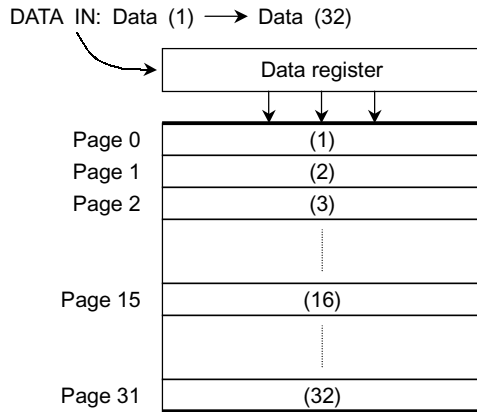 DATA IN: Data (1) → Data (32)
Data register
Page 0 (1)
Page 1 (2)
Page 2 (3)
Page 15 (16)
Page 31 (32)